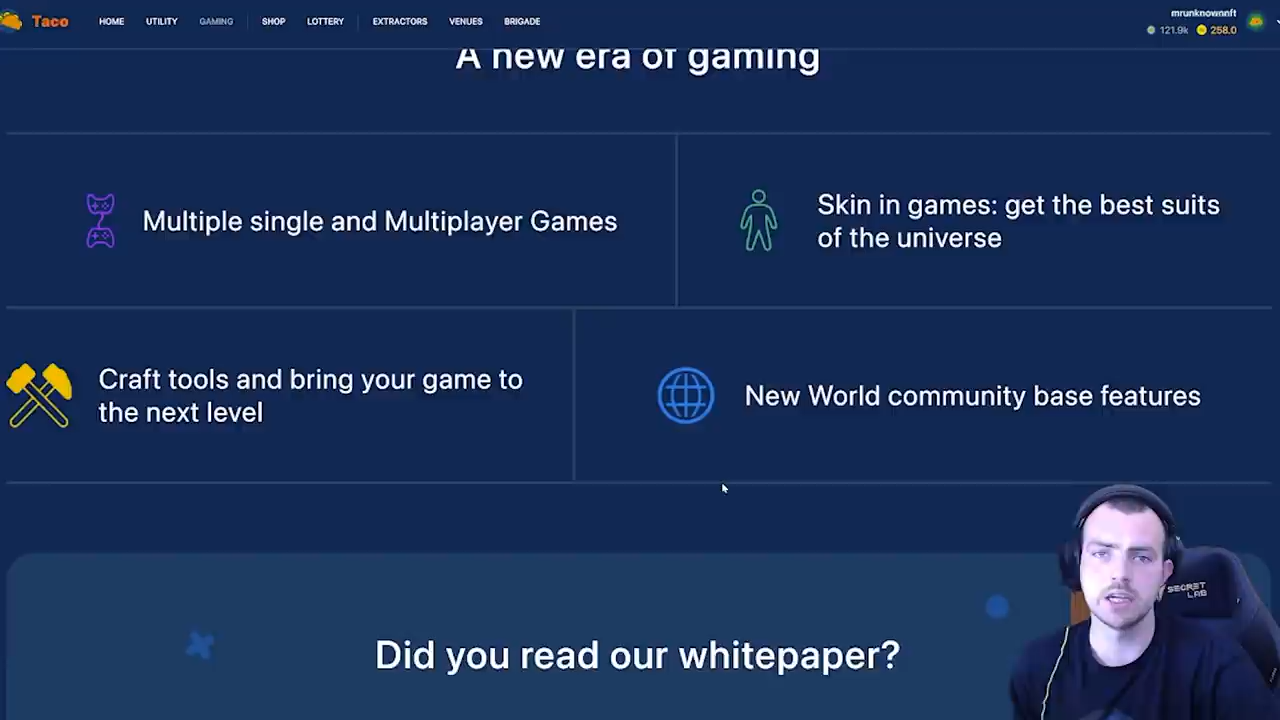 Taco
HOME
UTILITY
GAMING
SHOP
LOTTERY
EXTRACTORS
VENUES
BRIGADE
mrunknownnft
121.9k
258.0
A new era of gaming
Multiple single and Multiplayer Games
Skin in games: get the best suits
of the universe
Craft tools and bring your game to
the next level
New World community base features
Did you read our whitepaper?
SECRET
LAB